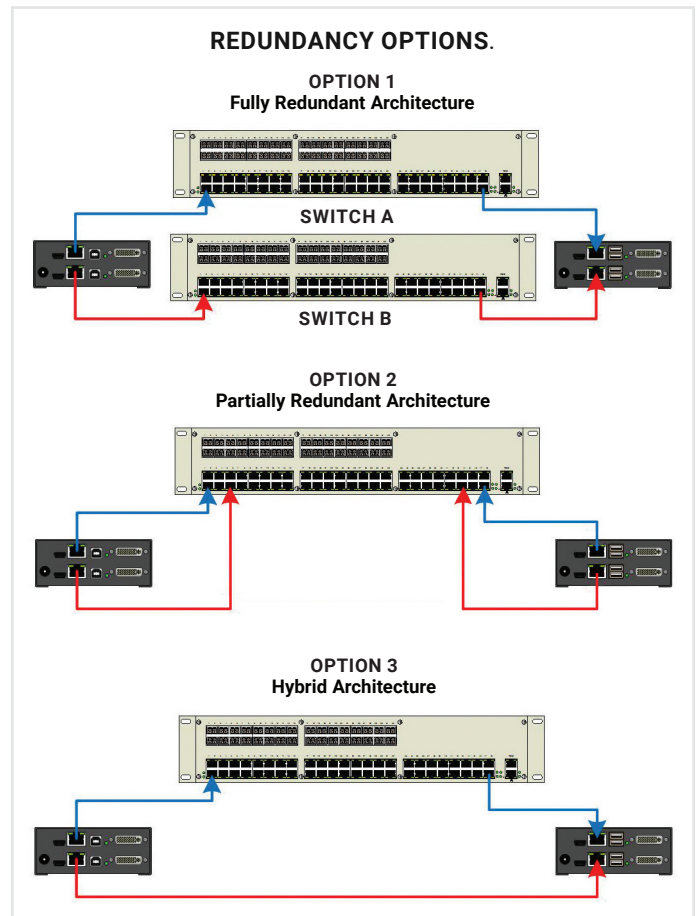 REDUNDANCY OPTIONS.
OPTION 1
Fully Redundant Architecture
SWITCH A
SWITCH B
OPTION 2
Partially Redundant Architecture
OPTION 3
Hybrid Architecture